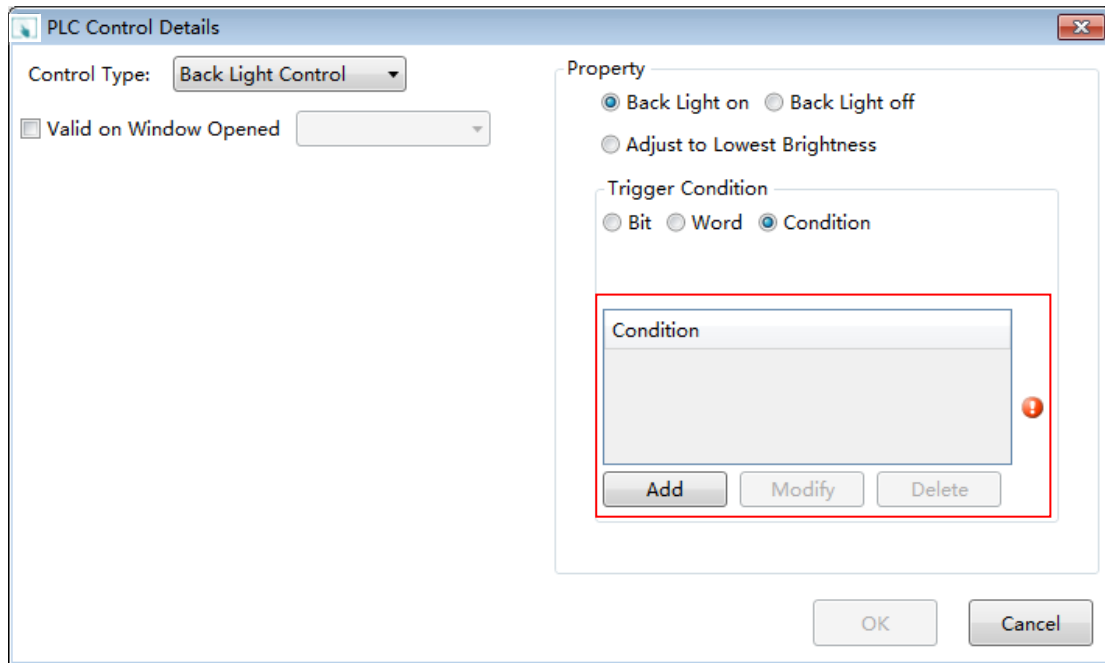 PLC Control Details
Control Type: Back Light Control
Valid on Window Opened
Property
Back Light on Back Light off
Adjust to Lowest Brightness
Trigger Condition
Bit Word Condition
Condition
Add Modify Delete
OK Cancel